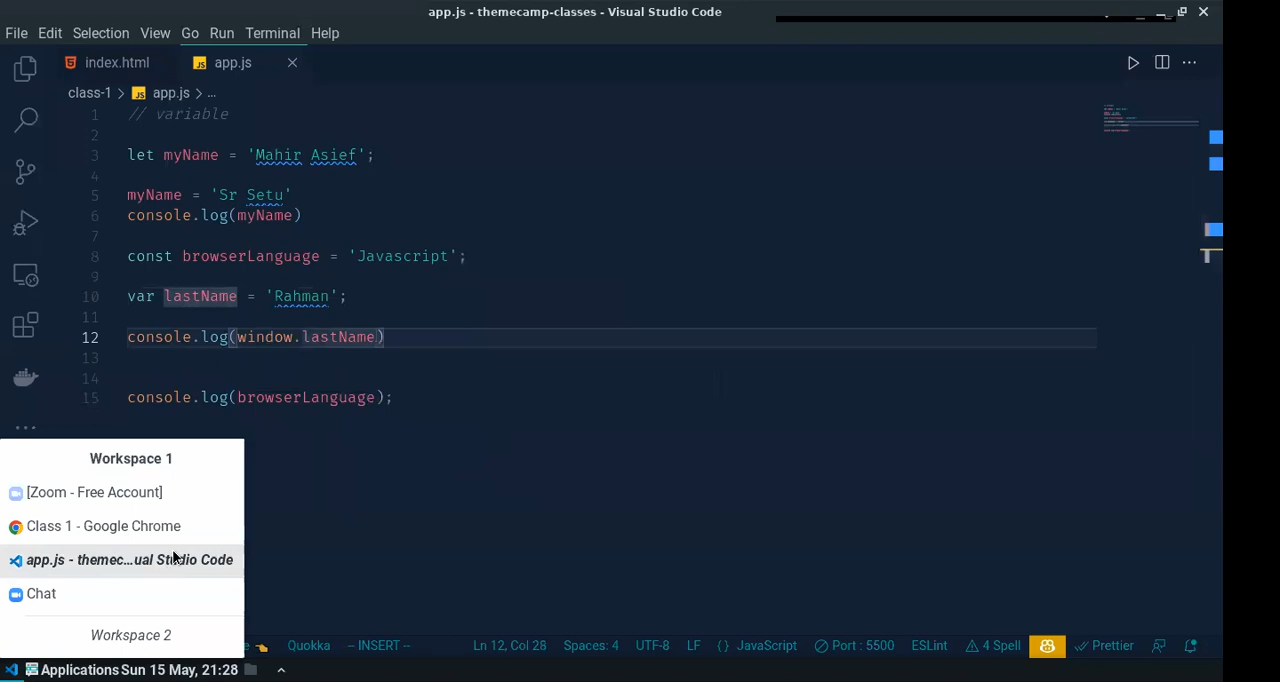 app.js - themecamp-classes - Visual Studio Code
File Edit Selection View Go Run Terminal Help
index.html JS app.js
class-1 > JS app.js > ...
1 // variable
2
3 let myName = 'Mahir Asief';
4
5 myName = 'Sr Setu'
6 console.log(myName)
7
8 const browserLanguage = 'Javascript';
9
10 var lastName = 'Rahman';
11
12 console.log(window.lastName)
13
14
15 console.log(browserLanguage);
Workspace 1
[Zoom - Free Account]
Class 1 - Google Chrome
app.js - themec...ual Studio Code
Chat
Workspace 2
Quokka -- INSERT -- Ln 12, Col 28 Spaces: 4 UTF-8 LF {} JavaScript Port : 5500 ESLint 4 Spell Prettier
Applications Sun 15 May, 21:28